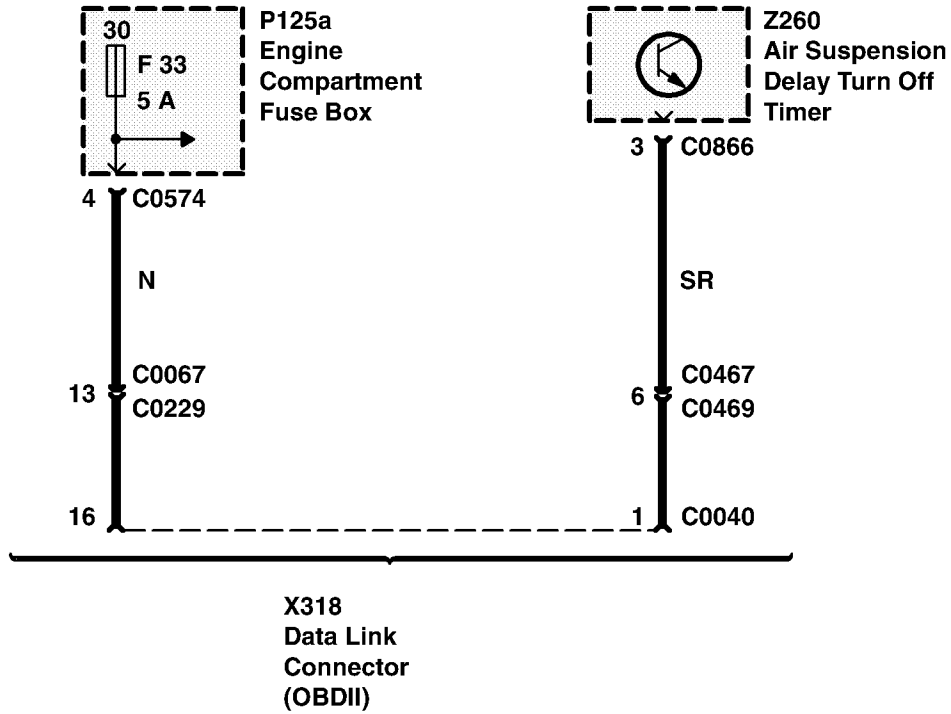 30
F 33
5 A
P125a
Engine
Compartment
Fuse Box
Z260
Air Suspension
Delay Turn Off
Timer
4 C0574
3 C0866
N
SR
13
C0067
C0229
6
C0467
C0469
16
1 C0040
X318
Data Link
Connector
(OBDII)